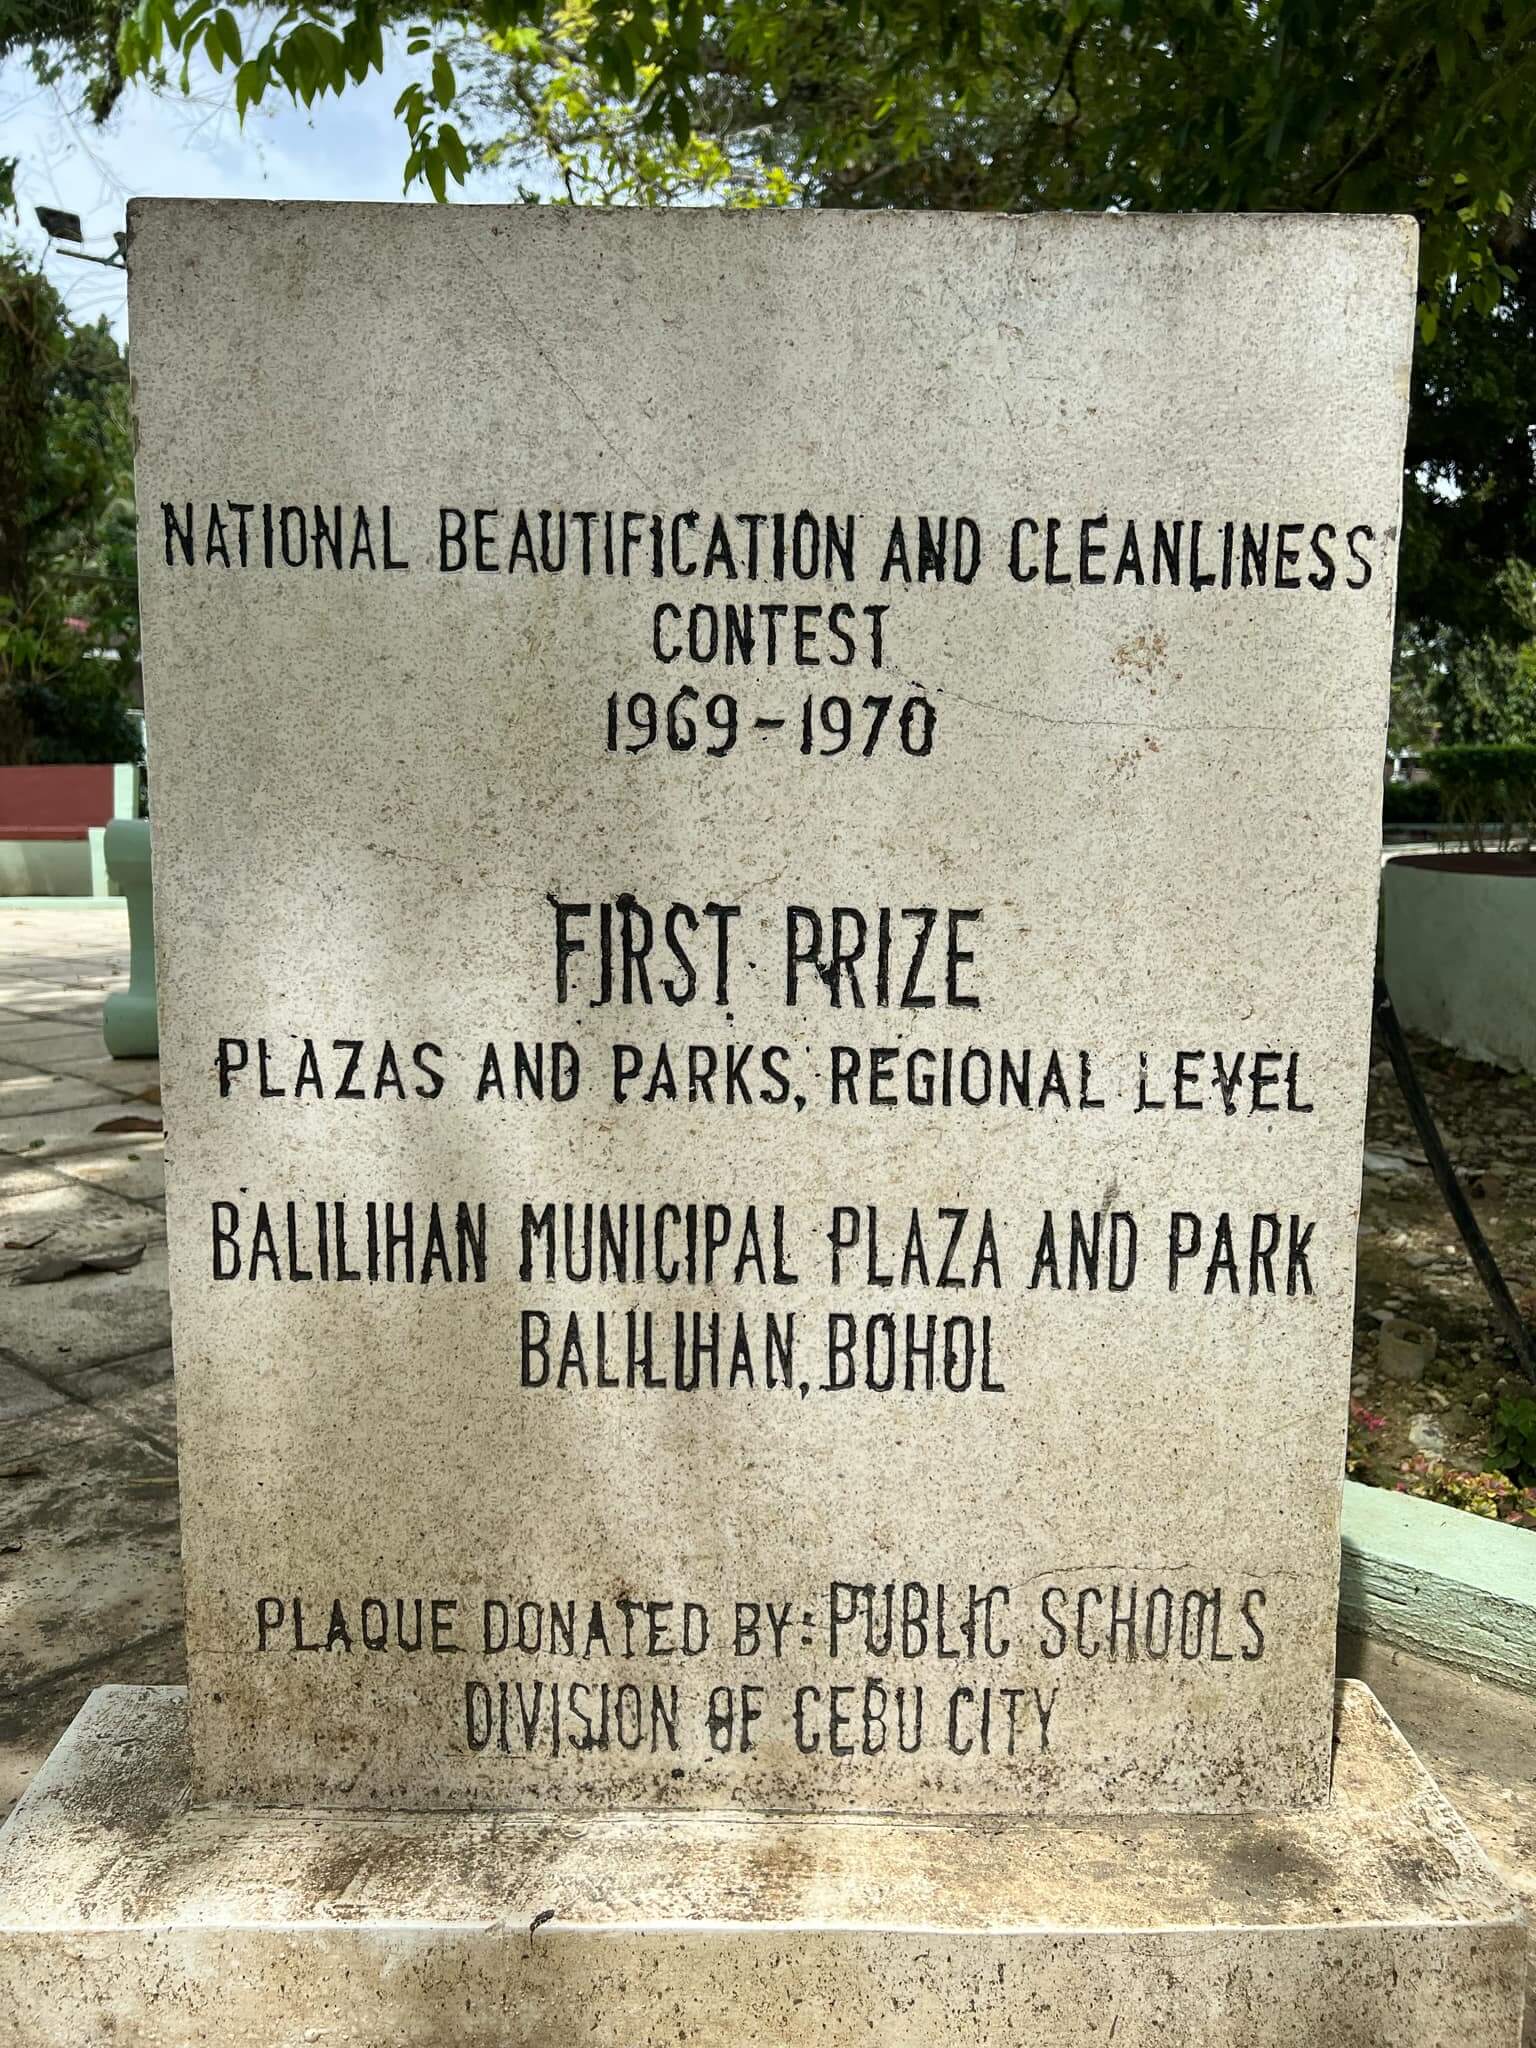 NATIONAL BEAUTIFICATION AND CLEANLINESS
CONTEST
1969-1970
FIRST PRIZE
PLAZAS AND PARKS, REGIONAL LEVEL
BALILIHAN MUNICIPAL PLAZA AND PARK
BALILIHAN, BOHOL
PLAQUE DONATED BY: PUBLIC SCHOOLS
DIVISION OF CEBU CITY